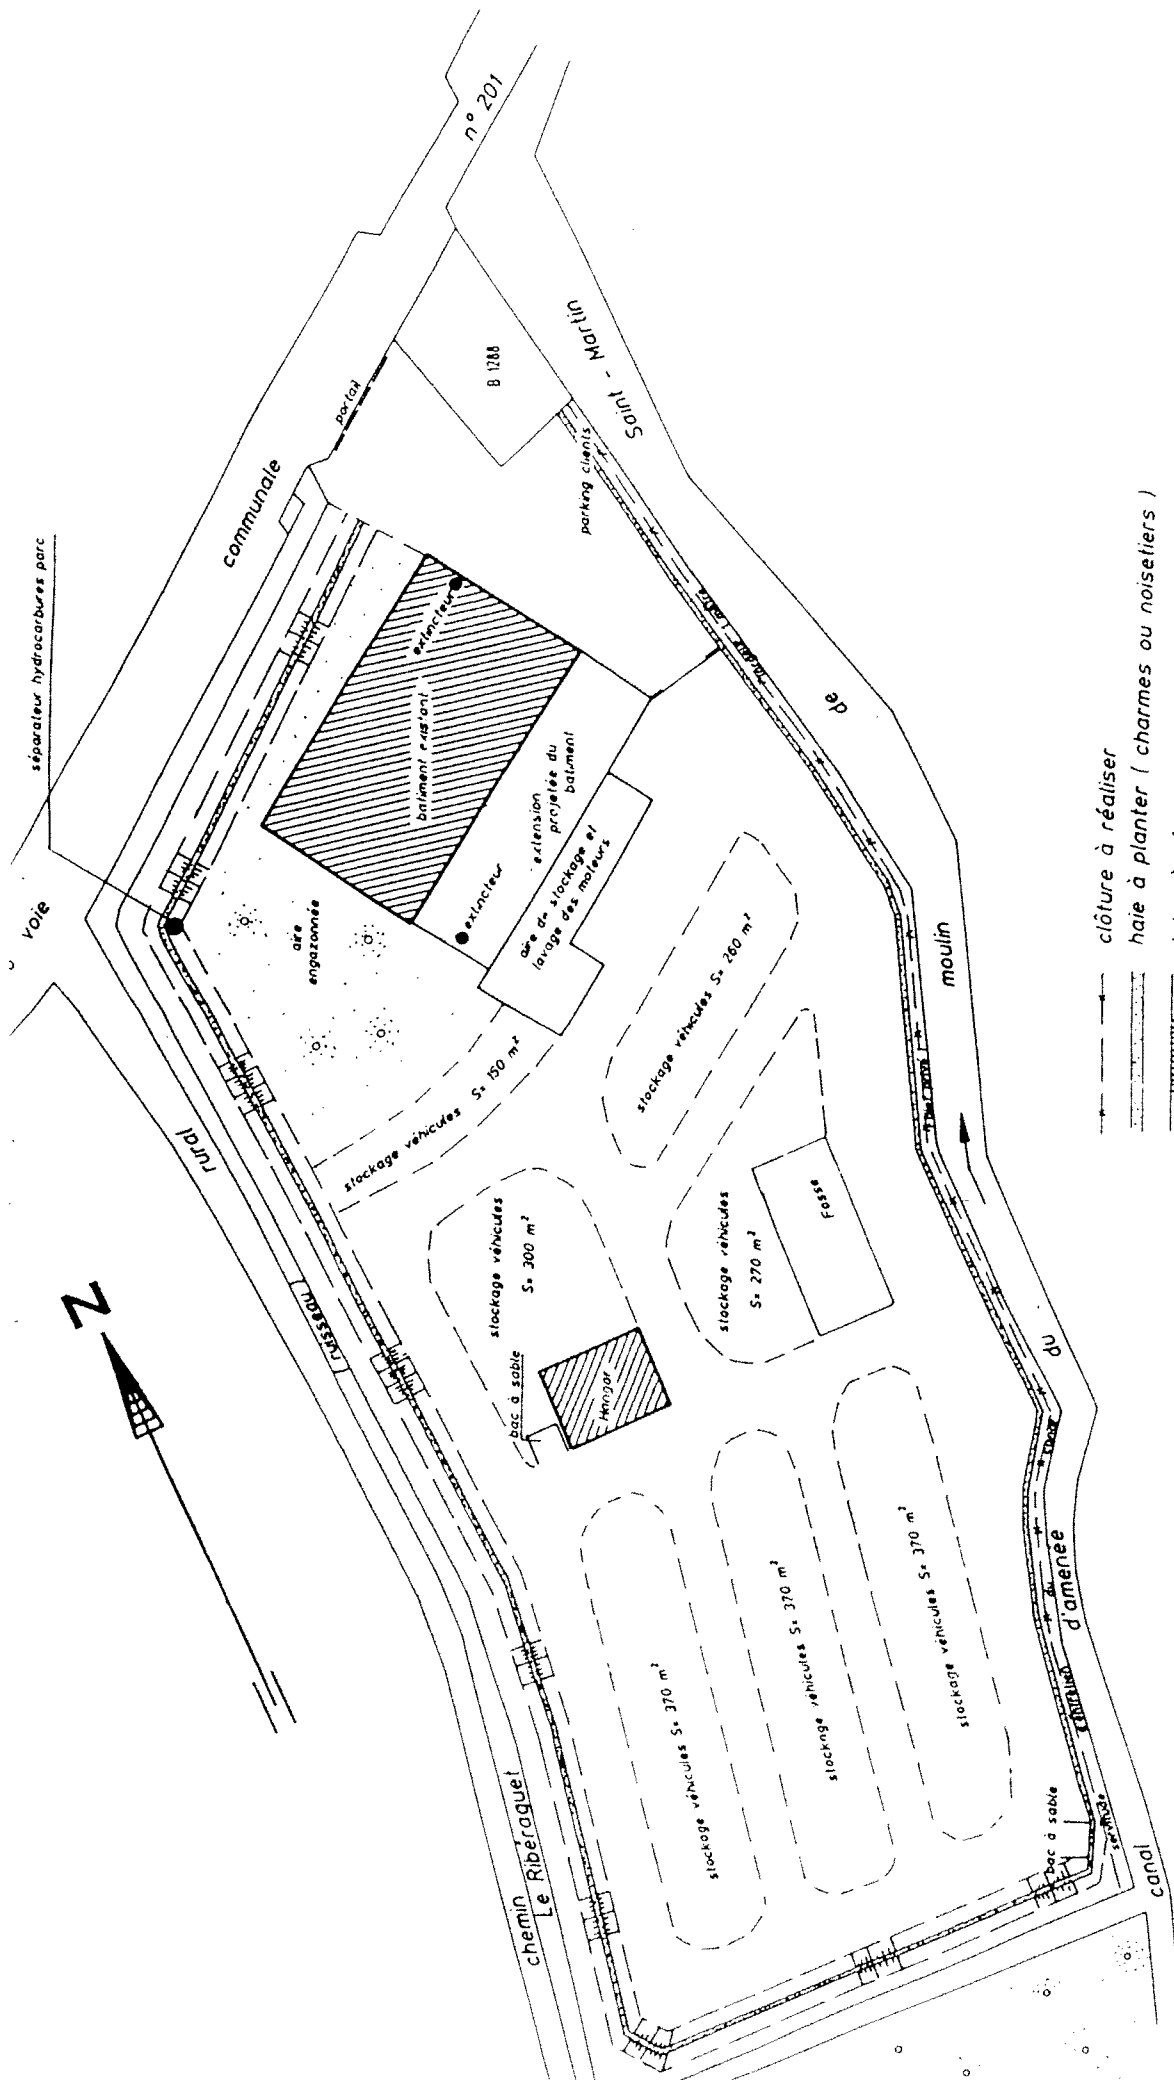 séparateur hydrocarbures parc
voie
communale
n° 201
portail
B 1288
parking clients
Saint - Martin
de
moulin
du
d'amenée
canal
bâtiment existant
extincteur
extension
projetée du
bâtiment
extincteur
aire de stockage et
lavage des moteurs
aire
engazonnée
stockage véhicules S= 150 m²
stockage véhicules S= 260 m²
stockage véhicules
S= 300 m²
stockage véhicules
S= 270 m²
Fosse
bac à sable
Hangar
stockage véhicules S= 370 m²
stockage véhicules S= 370 m²
stockage véhicules S= 370 m²
bac à sable
servitude
entretien
du
canal
rural
ruisseau
chemin
Le Ribéraquet
N
clôture à réaliser
haie à planter ( charmes ou noisetiers )